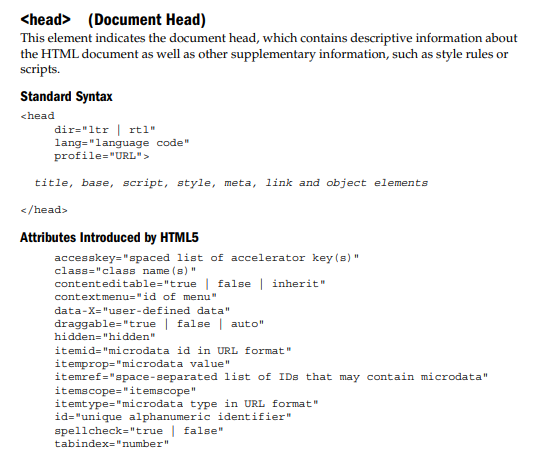 <head> (Document Head)
This element indicates the document head, which contains descriptive information about
the HTML document as well as other supplementary information, such as style rules or
scripts.
Standard Syntax
<head
dir="ltr | rtl"
lang="language code"
profile="URL">
title, base, script, style, meta, link and object elements
</head>
Attributes Introduced by HTML5
accesskey="spaced list of accelerator key(s)"
class="class name(s)"
contenteditable="true | false | inherit"
contextmenu="id of menu"
data-X="user-defined data"
draggable="true | false | auto"
hidden="hidden"
itemid="microdata id in URL format"
itemprop="microdata value"
itemref="space-separated list of IDs that may contain microdata"
itemscope="itemscope"
itemtype="microdata type in URL format"
id="unique alphanumeric identifier"
spellcheck="true | false"
tabindex="number"